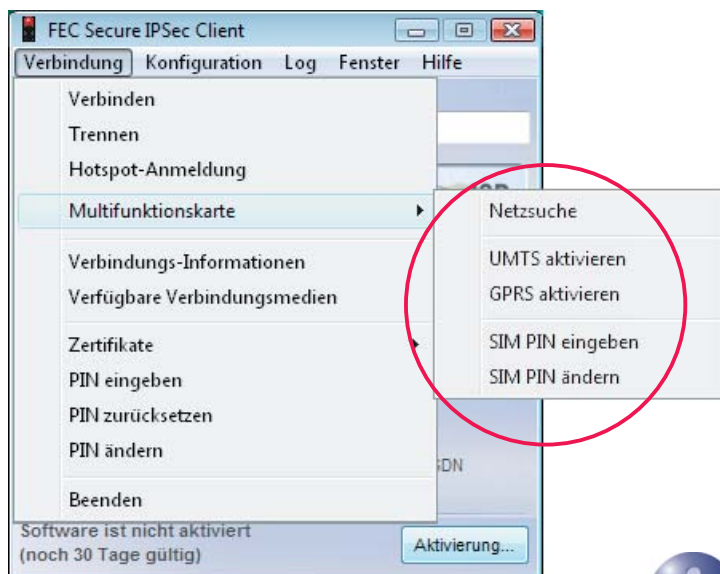 FEC Secure IPSec Client
Verbindung Konfiguration Log Fenster Hilfe
Verbinden
Trennen
Hotspot-Anmeldung
Multifunktionskarte
Netzsuche
UMTS aktivieren
GPRS aktivieren
SIM PIN eingeben
SIM PIN ändern
Verbindungs-Informationen
Verfügbare Verbindungsmedien
Zertifikate
PIN eingeben
PIN zurücksetzen
PIN ändern
Beenden
Software ist nicht aktiviert
(noch 30 Tage gültig)
Aktivierung...